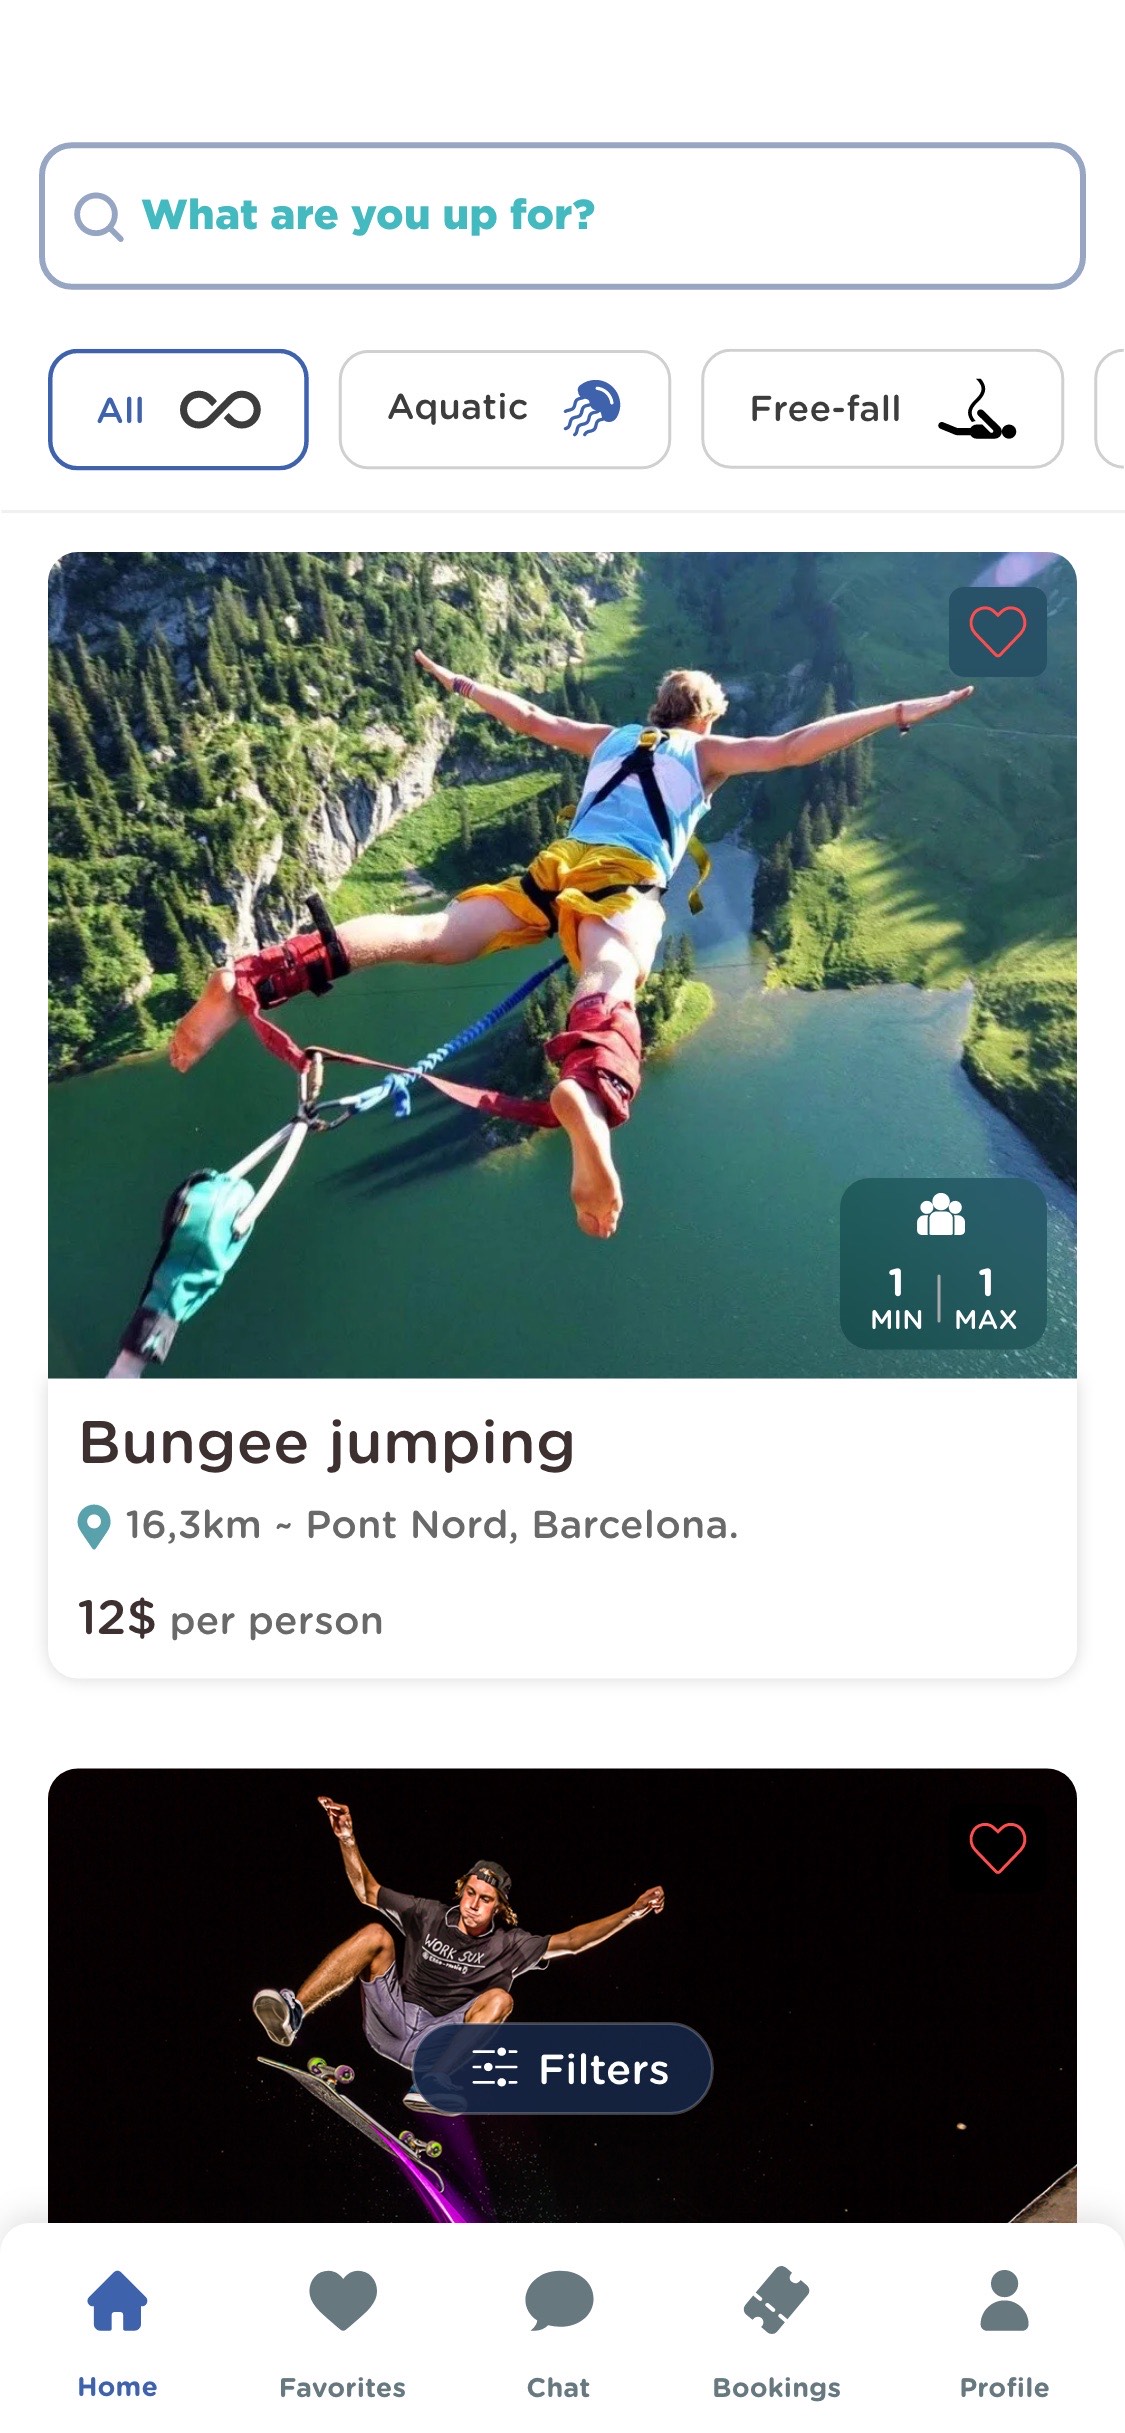 What are you up for?
All
Aquatic
Free-fall
1 MIN
1 MAX
Bungee jumping
16,3km ~ Pont Nord, Barcelona.
12$ per person
WORK SUX
Filters
Home
Favorites
Chat
Bookings
Profile